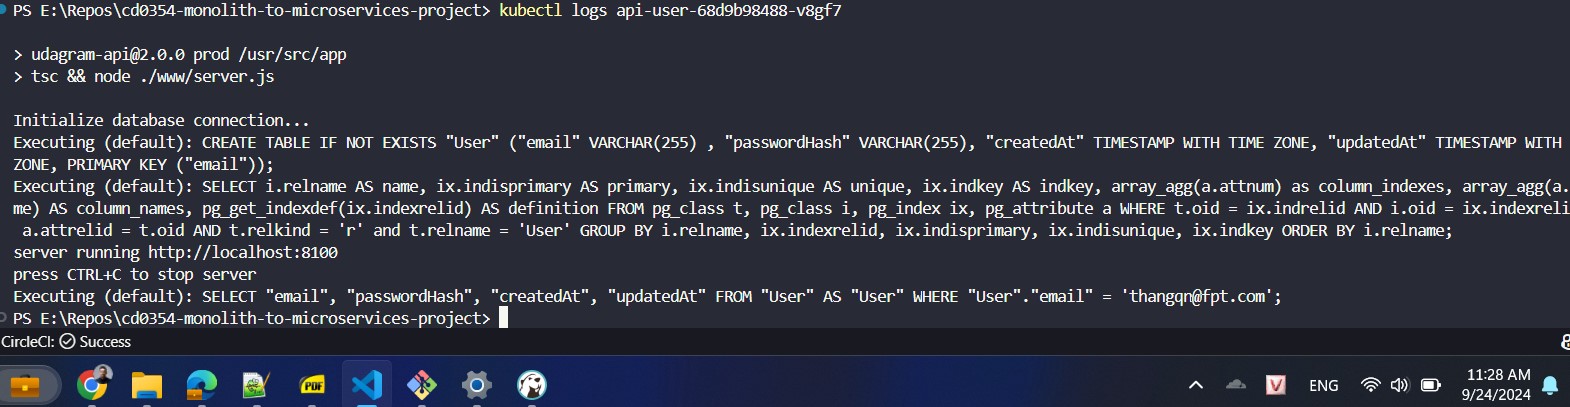 PS E:\Repos\cd0354-monolith-to-microservices-project> kubectl logs api-user-68d9b98488-v8gf7
> udagram-api@2.0.0 prod /usr/src/app
> tsc && node ./www/server.js
Initialize database connection...
Executing (default): CREATE TABLE IF NOT EXISTS "User" ("email" VARCHAR(255) , "passwordHash" VARCHAR(255), "createdAt" TIMESTAMP WITH TIME ZONE, "updatedAt" TIMESTAMP WITH
ZONE, PRIMARY KEY ("email"));
Executing (default): SELECT i.relname AS name, ix.indisprimary AS primary, ix.indisunique AS unique, ix.indkey AS indkey, array_agg(a.attnum) as column_indexes, array_agg(a.
me) AS column_names, pg_get_indexdef(ix.indexrelid) AS definition FROM pg_class t, pg_class i, pg_index ix, pg_attribute a WHERE t.oid = ix.indrelid AND i.oid = ix.indexreli
a.attrelid = t.oid AND t.relkind = 'r' and t.relname = 'User' GROUP BY i.relname, ix.indexrelid, ix.indisprimary, ix.indisunique, ix.indkey ORDER BY i.relname;
server running http://localhost:8100
press CTRL+C to stop server
Executing (default): SELECT "email", "passwordHash", "createdAt", "updatedAt" FROM "User" AS "User" WHERE "User"."email" = 'thangqn@fpt.com';
PS E:\Repos\cd0354-monolith-to-microservices-project>
CircleCI: Success
PDF
V
ENG
11:28 AM
9/24/2024